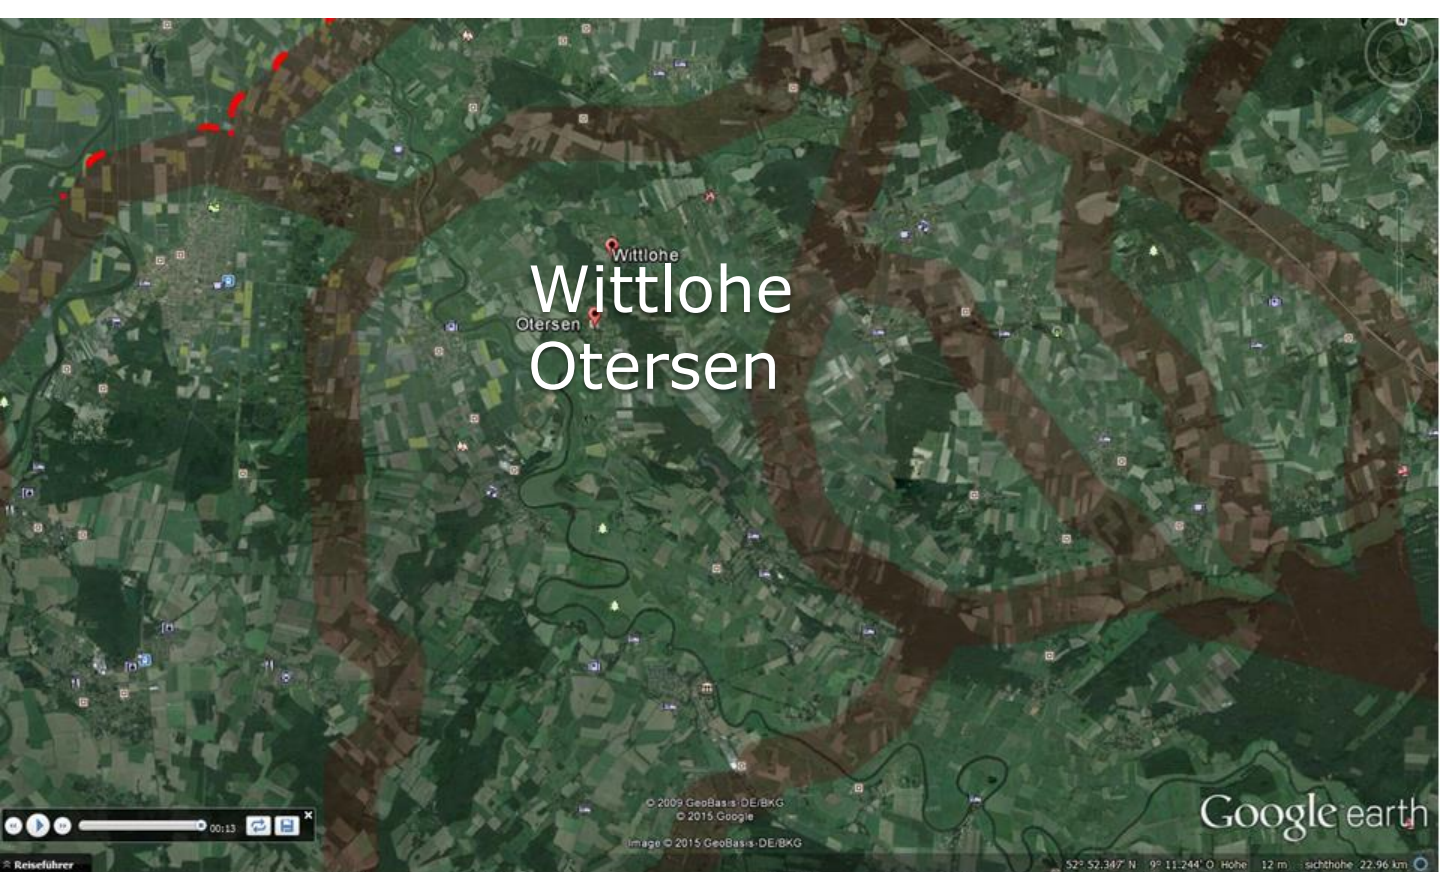 N
Wittlohe
Wittlohe
Otersen
Otersen
00:13
© 2009 GeoBasis-DE/BKG
© 2015 Google
Image © 2015 GeoBasis-DE/BKG
Google earth
Reiseführer
52° 52.347' N 9° 11.244' O Höhe 12 m sichthöhe 22.96 km